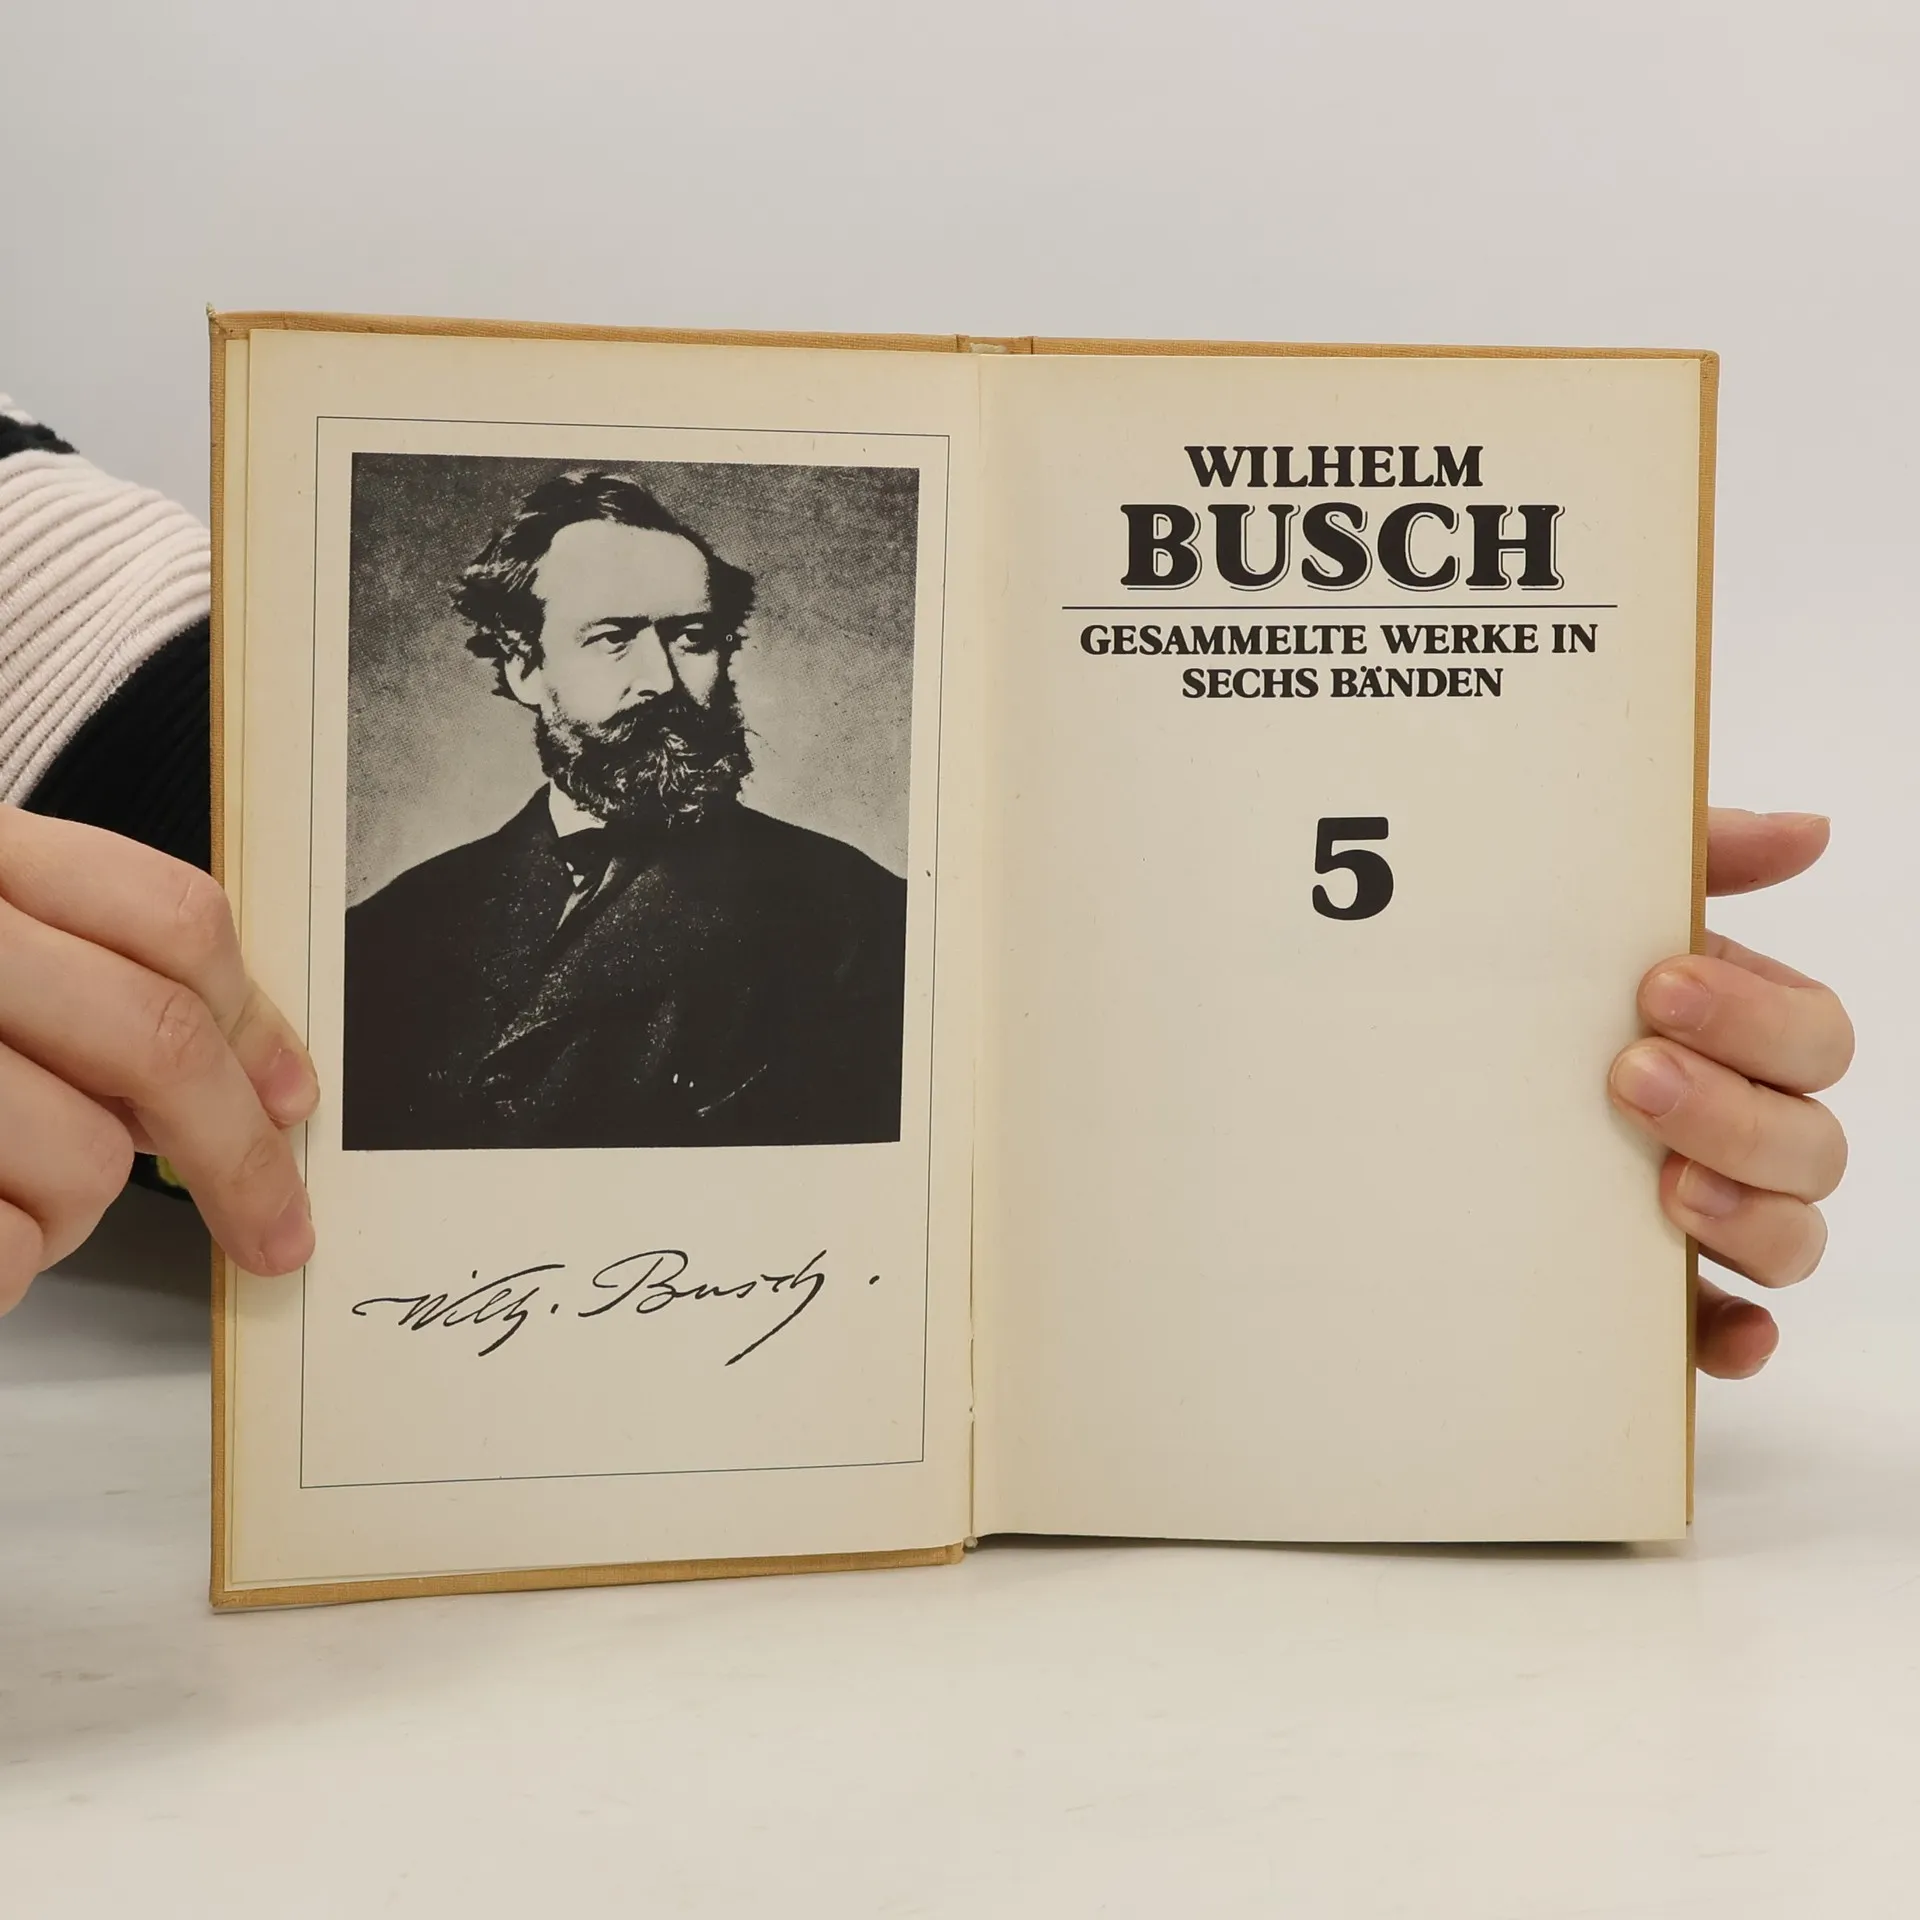 Wilh. Busch.
WILHELM
BUSCH
GESAMMELTE WERKE IN
SECHS BÄNDEN
5